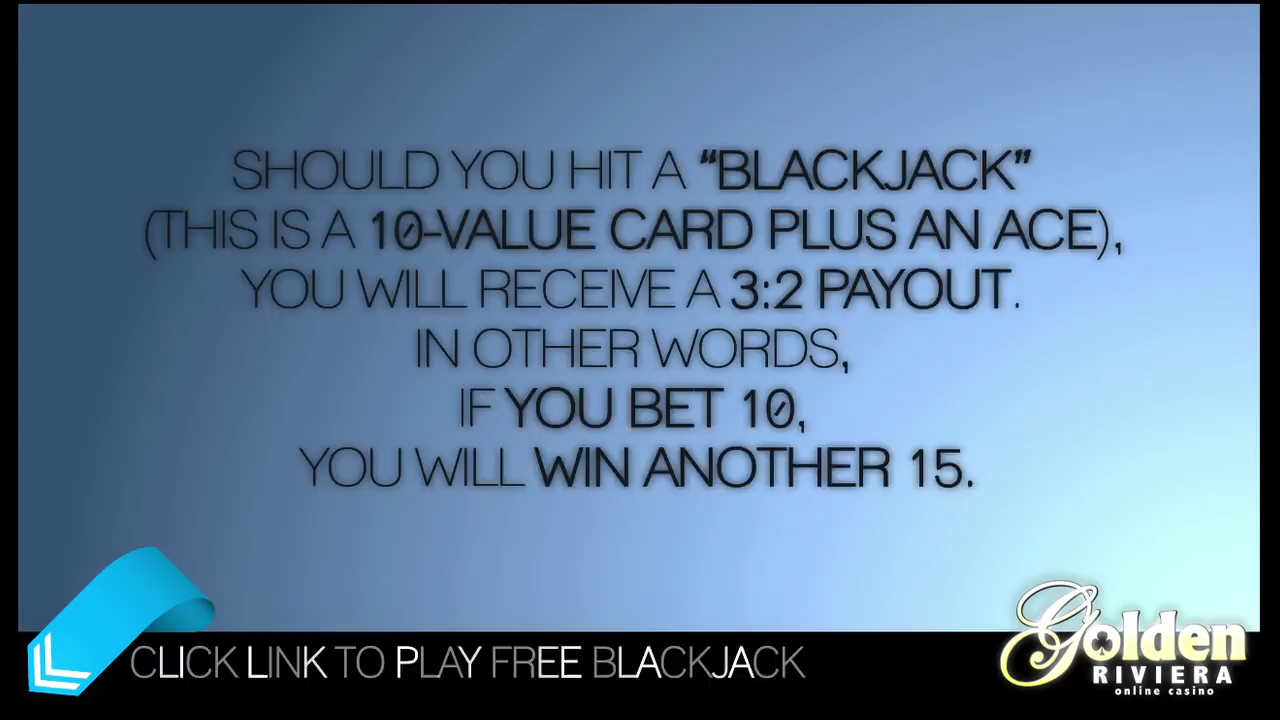 SHOULD YOU HIT A “BLACKJACK”
(THIS IS A 10-VALUE CARD PLUS AN ACE),
YOU WILL RECEIVE A 3:2 PAYOUT.
IN OTHER WORDS,
IF YOU BET 10,
YOU WILL WIN ANOTHER 15.
CLICK LINK TO PLAY FREE BLACKJACK
Golden
RIVIERA
online casino